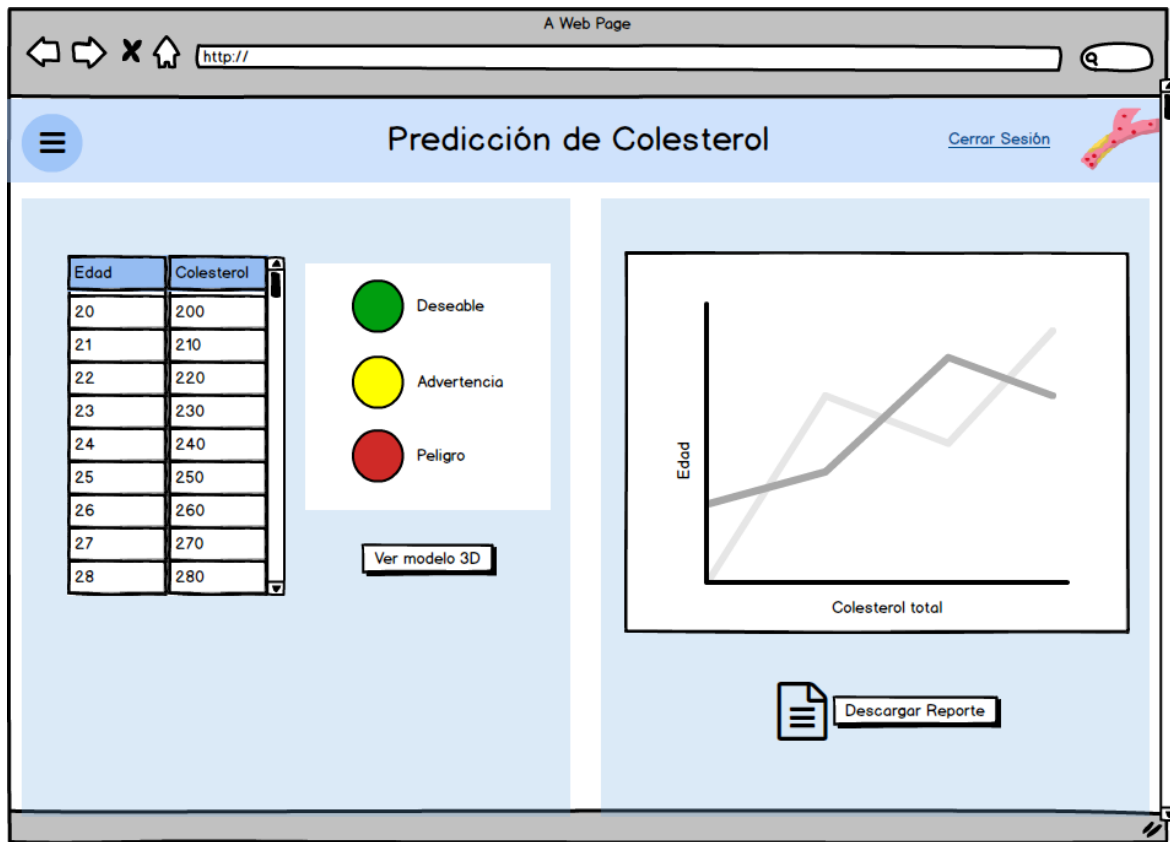 A Web Page
http://
Predicción de Colesterol
Cerrar Sesión
Edad Colesterol
20 200
21 210
22 220
23 230
24 240
25 250
26 260
27 270
28 280
Deseable
Advertencia
Peligro
Ver modelo 3D
Edad
Colesterol total
Descargar Reporte